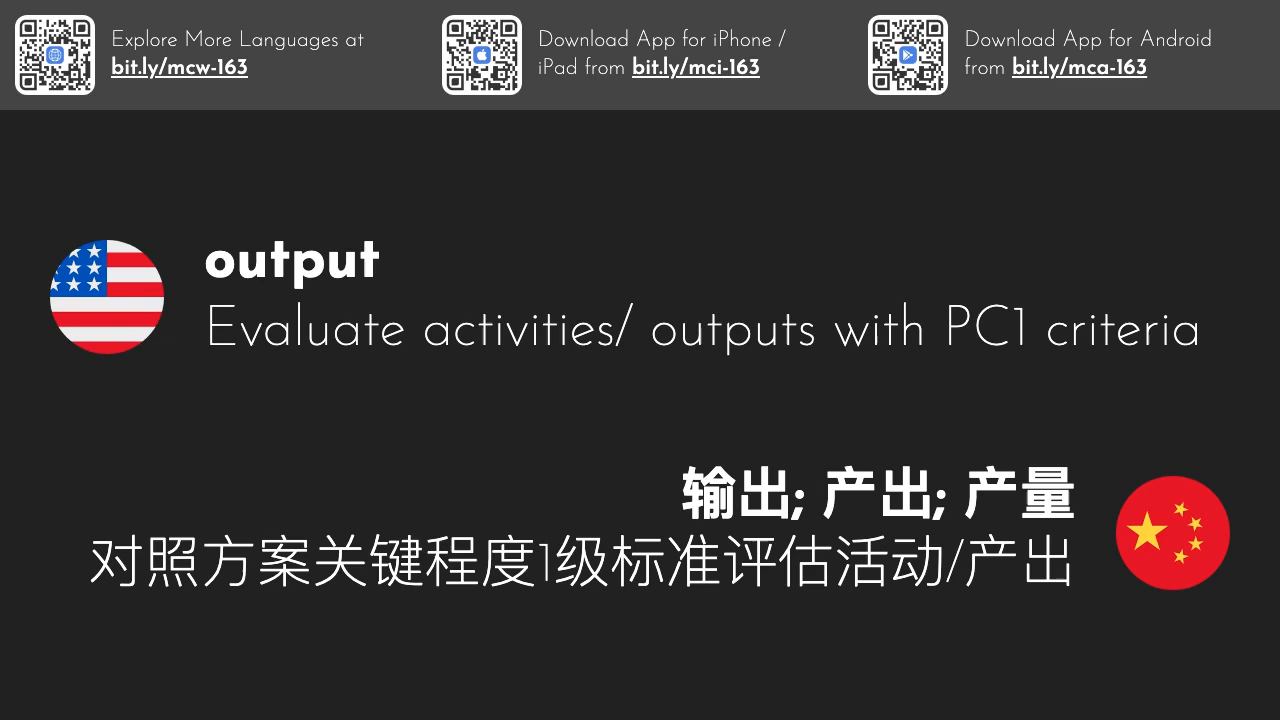 Explore More Languages at
bit.ly/mcw-163
Download App for iPhone /
iPad from bit.ly/mci-163
Download App for Android
from bit.ly/mca-163
output
Evaluate activities/ outputs with PC1 criteria
输出; 产出; 产量
对照方案关键程度1级标准评估活动/产出